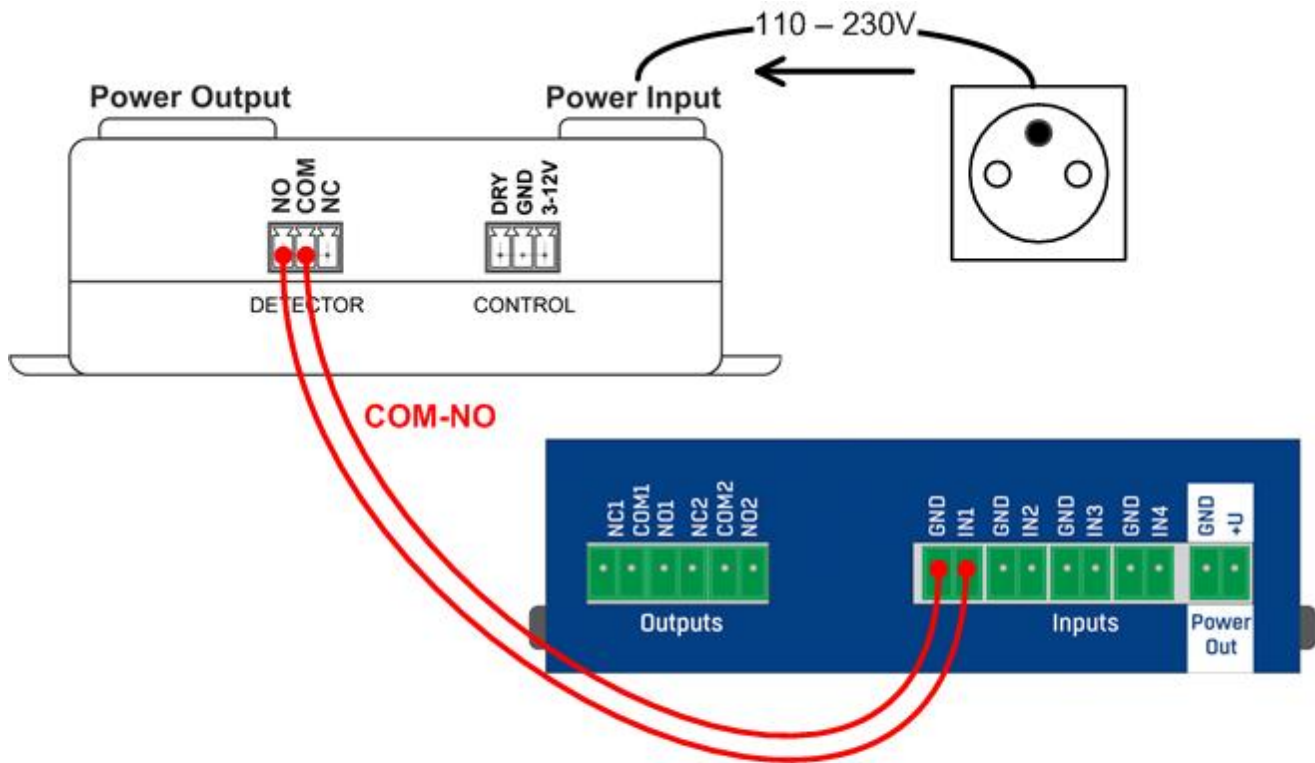 110 – 230V
Power Output
Power Input
NO
COM
NC
DRY
GND
3-12V
DETECTOR
CONTROL
COM-NO
NC1
COM1
NO1
NC2
COM2
NO2
GND
IN1
GND
IN2
GND
IN3
GND
IN4
GND
+U
Outputs
Inputs
Power
Out